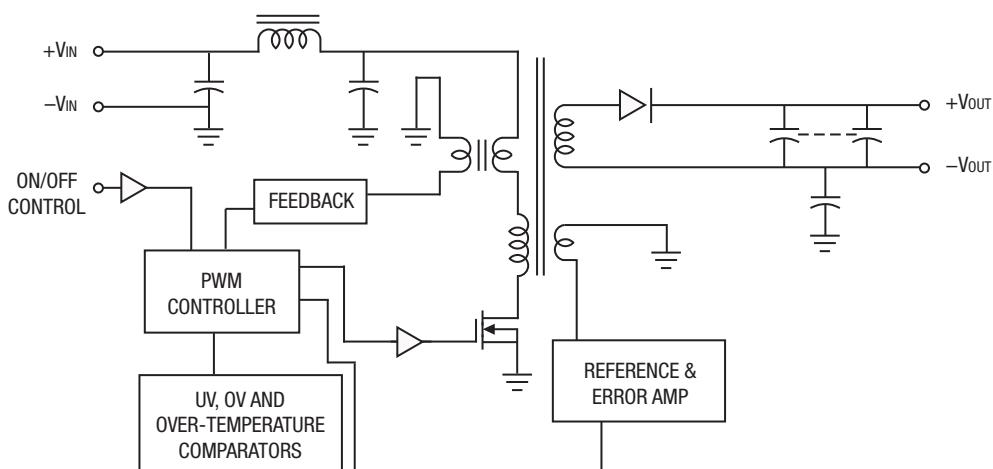 +VIN
–VIN
ON/OFF
CONTROL
FEEDBACK
PWM
CONTROLLER
UV, OV AND
OVER-TEMPERATURE
COMPARATORS
REFERENCE &
ERROR AMP
+VOUT
–VOUT